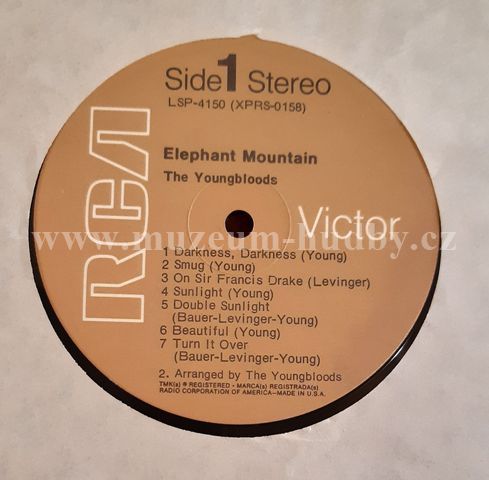 Side 1 Stereo
LSP-4150 (XPRS-0158)
Elephant Mountain
The Youngbloods
RCA
Victor
www.muzeum-hudby.cz
1 Darkness, Darkness (Young)
2 Smug (Young)
3 On Sir Francis Drake (Levinger)
4 Sunlight (Young)
5 Double Sunlight
(Bauer-Levinger-Young)
6 Beautiful (Young)
7 Turn It Over
(Bauer-Levinger-Young)
2. Arranged by The Youngbloods
TMK(s) ® REGISTERED • MARCA(s) REGISTRADA(s)
RADIO CORPORATION OF AMERICA—MADE IN U.S.A.